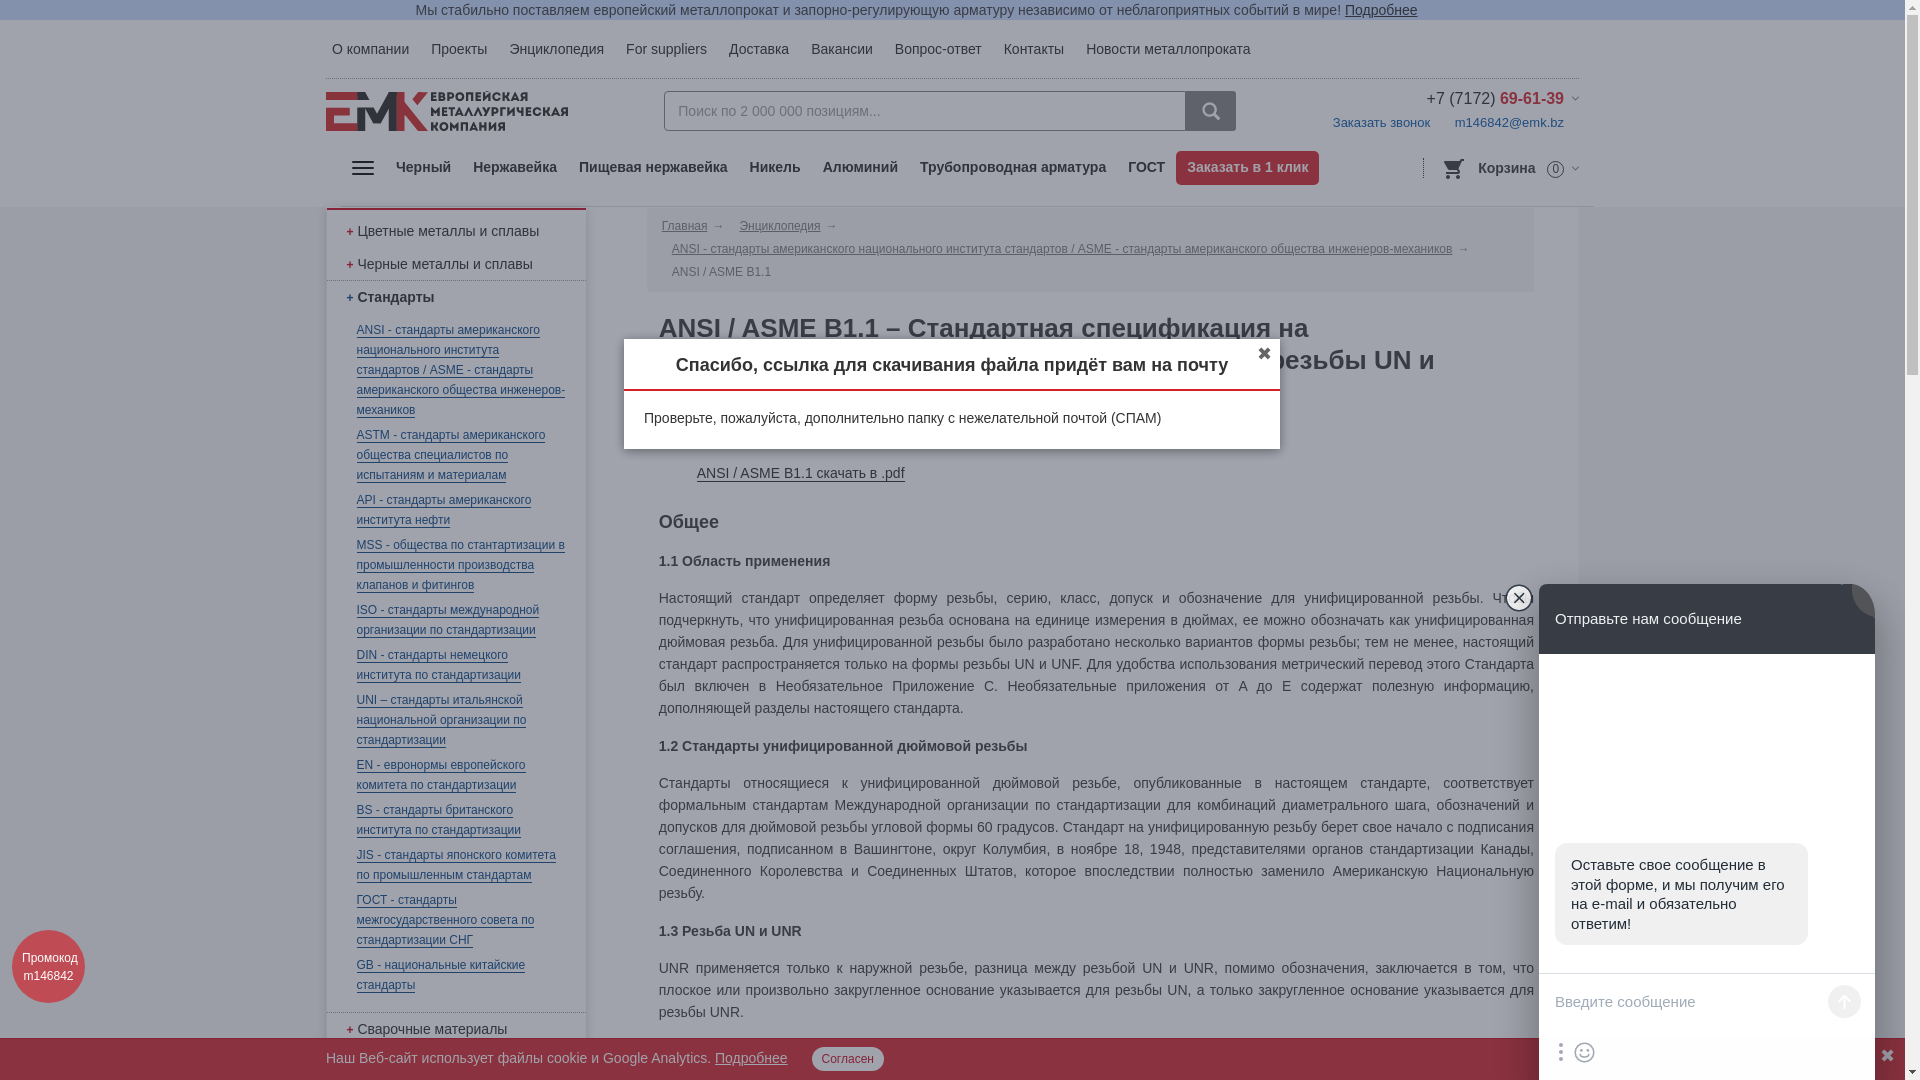 Мы стабильно поставляем европейский металлопрокат и запорно-регулирующую арматуру независимо от неблагоприятных событий в мире! Подробнее
О компании Проекты Энциклопедия For suppliers Доставка Вакансии Вопрос-ответ Контакты Новости металлопроката
ЕМК ЕВРОПЕЙСКАЯ
МЕТАЛЛУРГИЧЕСКАЯ
КОМПАНИЯ
Поиск по 2 000 000 позициям...
+7 (7172) 69-61-39
Заказать звонок m146842@emk.bz
Черный Нержавейка Пищевая нержавейка Никель Алюминий Трубопроводная арматура ГОСТ Заказать в 1 клик
Корзина 0
+ Цветные металлы и сплавы
+ Черные металлы и сплавы
+ Стандарты
ANSI - стандарты американского
национального института
стандартов / ASME - стандарты
американского общества инженеров-
механиков
ASTM - стандарты американского
общества специалистов по
испытаниям и материалам
API - стандарты американского
института нефти
MSS - общества по стантартизации в
промышленности производства
клапанов и фитингов
ISO - стандарты международной
организации по стандартизации
DIN - стандарты немецкого
института по стандартизации
UNI – стандарты итальянской
национальной организации по
стандартизации
EN - евронормы европейского
комитета по стандартизации
BS - стандарты британского
института по стандартизации
JIS - стандарты японского комитета
по промышленным стандартам
ГОСТ - стандарты
межгосударственного совета по
стандартизации СНГ
GB - национальные китайские
стандарты
+ Сварочные материалы
Главная → Энциклопедия →
ANSI - стандарты американского национального института стандартов / ASME - стандарты американского общества инженеров-механиков →
ANSI / ASME B1.1
ANSI / ASME B1.1 – Стандартная спецификация на
резьбы UN и
Спасибо, ссылка для скачивания файла придёт вам на почту
✖
Проверьте, пожалуйста, дополнительно папку с нежелательной почтой (СПАМ)
ANSI / ASME B1.1 скачать в .pdf
Общее
1.1 Область применения
Настоящий стандарт определяет форму резьбы, серию, класс, допуск и обозначение для унифицированной резьбы.
подчеркнуть, что унифицированная резьба основана на единице измерения в дюймах, ее можно обозначать как унифицированная
дюймовая резьба. Для унифицированной резьбы было разработано несколько вариантов формы резьбы; тем не менее, настоящий
стандарт распространяется только на формы резьбы UN и UNF. Для удобства использования метрический перевод этого Стандарта
был включен в Необязательное Приложение С. Необязательные приложения от А до Е содержат полезную информацию,
дополняющей разделы настоящего стандарта.
1.2 Стандарты унифицированной дюймовой резьбы
Стандарты относящиеся к унифицированной дюймовой резьбе, опубликованные в настоящем стандарте, соответствует
формальным стандартам Международной организации по стандартизации для комбинаций диаметрального шага, обозначений и
допусков для дюймовой резьбы угловой формы 60 градусов. Стандарт на унифицированную резьбу берет свое начало с подписания
соглашения, подписанном в Вашингтоне, округ Колумбия, в ноябре 18, 1948, представителями органов стандартизации Канады,
Соединенного Королевства и Соединенных Штатов, которое впоследствии полностью заменило Американскую Национальную
резьбу.
1.3 Резьба UN и UNR
UNR применяется только к наружной резьбе, разница между резьбой UN и UNR, помимо обозначения, заключается в том, что
плоское или произвольно закругленное основание указывается для резьбы UN, а только закругленное основание указывается для
резьбы UNR.
Отправьте нам сообщение
Оставьте свое сообщение в
этой форме, и мы получим его
на e-mail и обязательно
ответим!
Введите сообщение
Промокод
m146842
Наш Веб-сайт использует файлы cookie и Google Analytics. Подробнее Согласен
✖